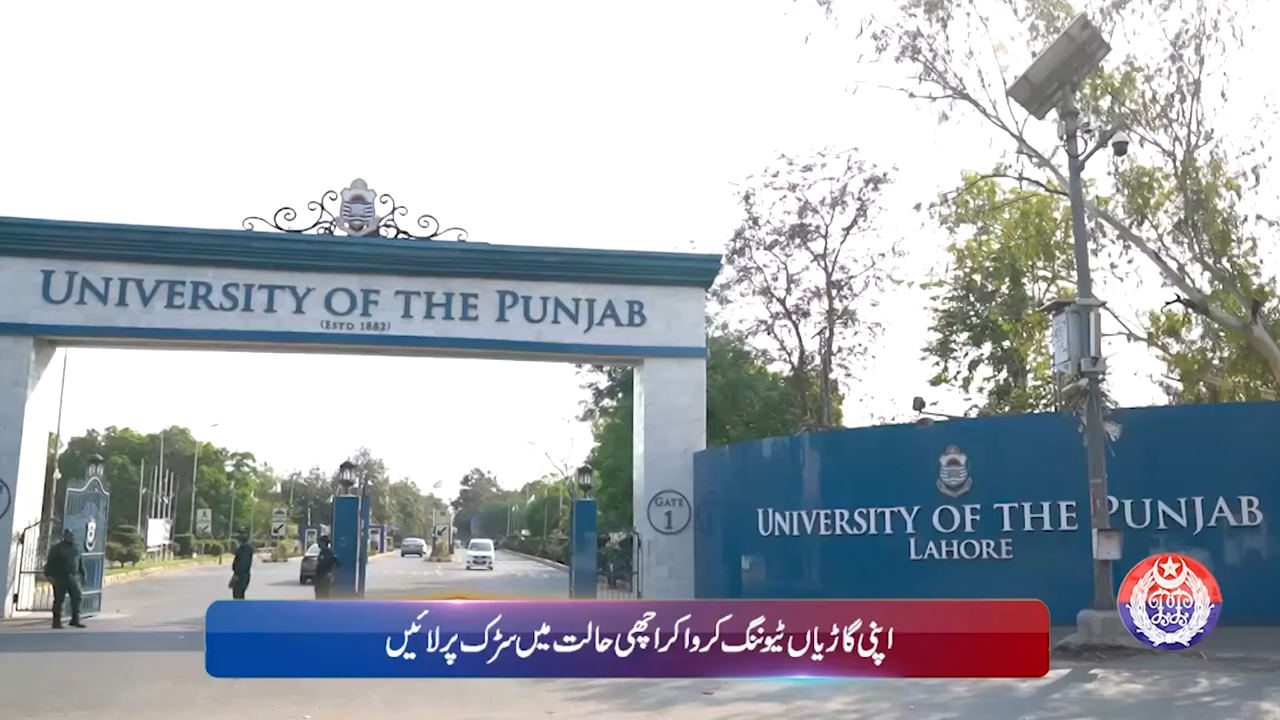 UNIVERSITY OF THE PUNJAB
(ESTD 1882)
GATE
1
UNIVERSITY OF THE PUNJAB
LAHORE
اپنی گاڑیاں ٹیوننگ کروا کر اچھی حالت میں سڑک پر لائیں